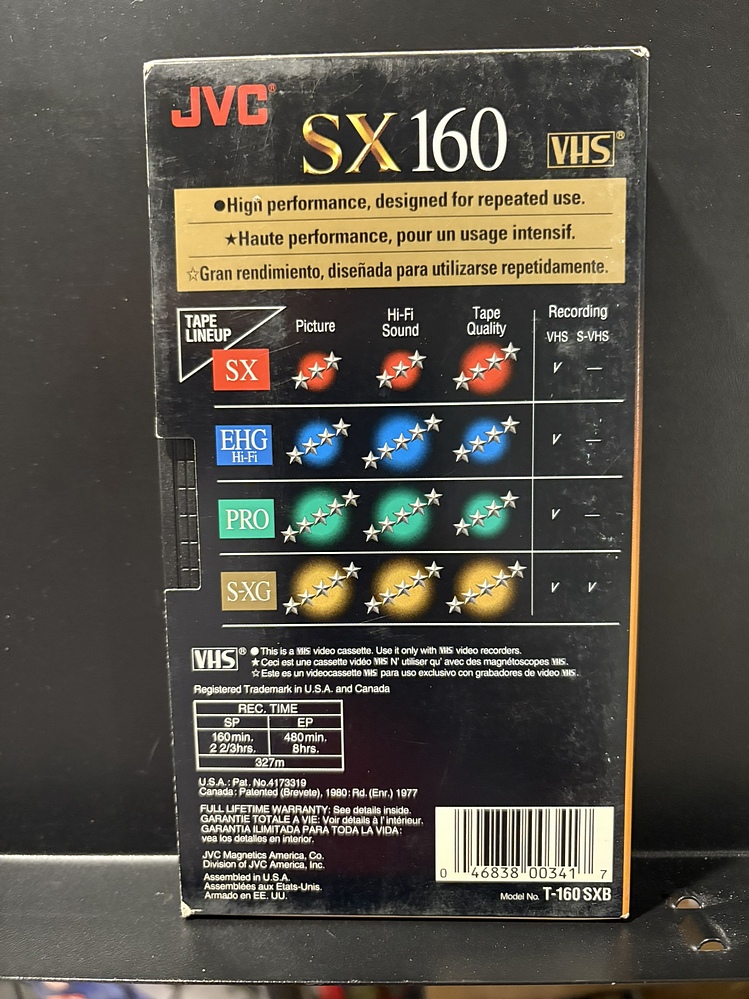 JVC®
SX 160
VHS®
●High performance, designed for repeated use.
★Haute performance, pour un usage intensif.
☆Gran rendimiento, diseñada para utilizarse repetidamente.
TAPE LINEUP
Picture
Hi-Fi Sound
Tape Quality
Recording
VHS S-VHS
SX
EHG
Hi-Fi
PRO
S-XG
VHS®
●This is a VHS video cassette. Use it only with VHS video recorders.
★Ceci est une cassette vidéo VHS N' utiliser qu' avec des magnétoscopes VHS.
☆Este es un videocassette VHS para uso exclusivo con grabadores de video VHS.
Registered Trademark in U.S.A. and Canada
REC. TIME
SP EP
160min. 480min.
2 2/3hrs. 8hrs.
327m
U.S.A.: Pat. No.4173319
Canada: Patented (Brevete), 1980: Rd. (Enr.) 1977
FULL LIFETIME WARRANTY: See details inside.
GARANTIE TOTALE A VIE: Voir détails à l'intérieur.
GARANTIA ILIMITADA PARA TODA LA VIDA:
vea los detalles en interior.
JVC Magnetics America, Co.
Division of JVC America, Inc.
Assembled in U.S.A.
Assemblées aux Etats-Unis.
Armado en EE. UU.
0 46838 00341 7
Model No. T-160 SXB